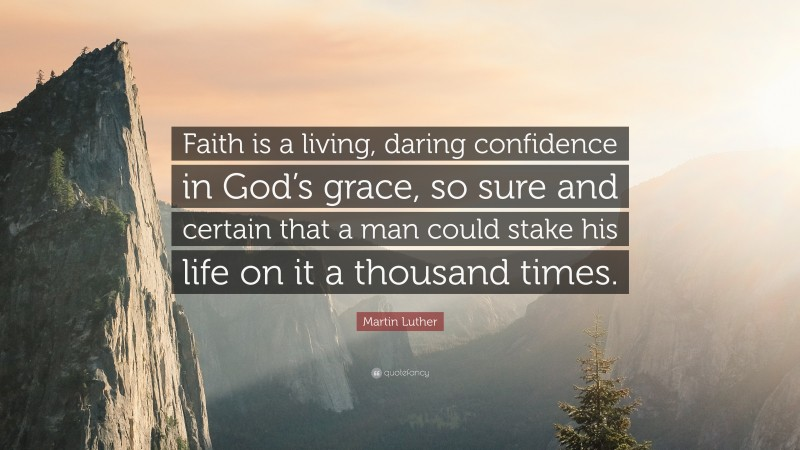 Faith is a living, daring confidence
in God’s grace, so sure and
certain that a man could stake his
life on it a thousand times.
Martin Luther
quotefancy